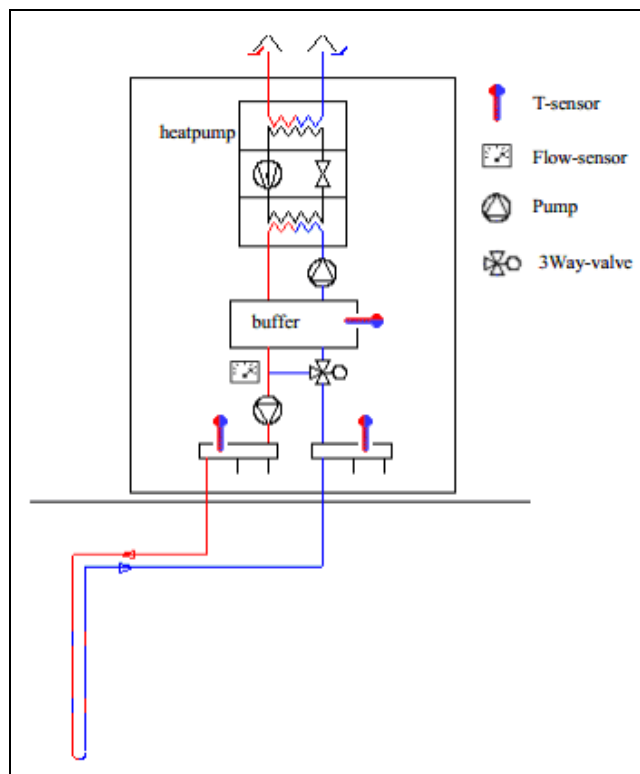 heatpump
buffer
T-sensor
Flow-sensor
Pump
3Way-valve